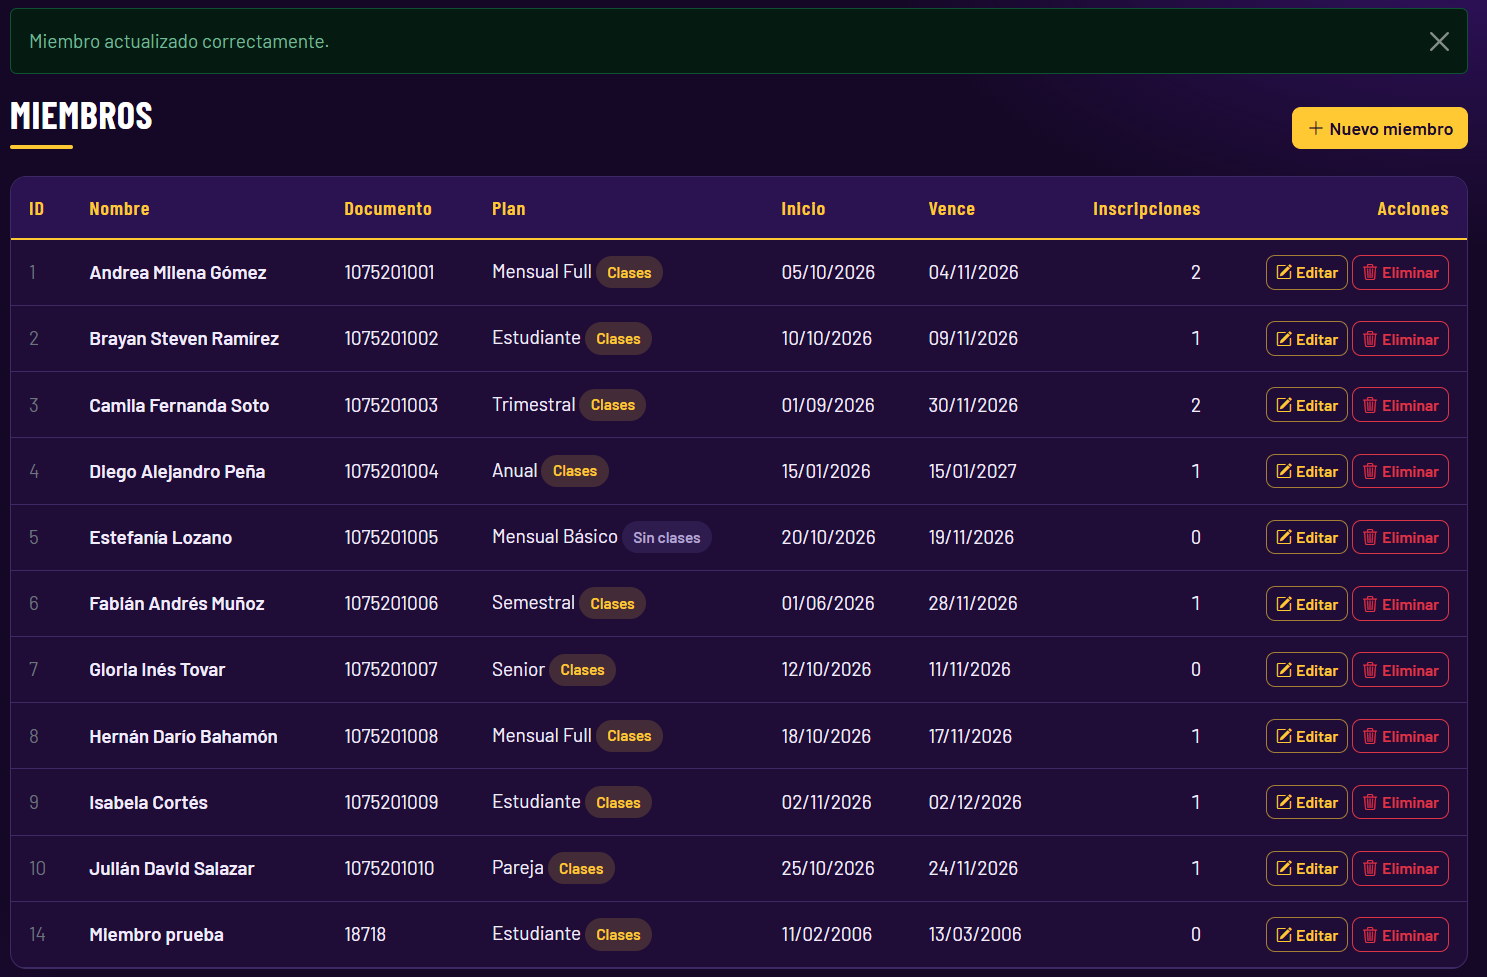 Miembro actualizado correctamente.
MIEMBROS
+ Nuevo miembro
ID Nombre Documento Plan Inicio Vence Inscripciones Acciones
1 Andrea Milena Gómez 1075201001 Mensual Full Clases 05/10/2026 04/11/2026 2 Editar Eliminar
2 Brayan Steven Ramírez 1075201002 Estudiante Clases 10/10/2026 09/11/2026 1 Editar Eliminar
3 Camila Fernanda Soto 1075201003 Trimestral Clases 01/09/2026 30/11/2026 2 Editar Eliminar
4 Diego Alejandro Peña 1075201004 Anual Clases 15/01/2026 15/01/2027 1 Editar Eliminar
5 Estefanía Lozano 1075201005 Mensual Básico Sin clases 20/10/2026 19/11/2026 0 Editar Eliminar
6 Fabián Andrés Muñoz 1075201006 Semestral Clases 01/06/2026 28/11/2026 1 Editar Eliminar
7 Gloria Inés Tovar 1075201007 Senior Clases 12/10/2026 11/11/2026 0 Editar Eliminar
8 Hernán Darío Bahamón 1075201008 Mensual Full Clases 18/10/2026 17/11/2026 1 Editar Eliminar
9 Isabela Cortés 1075201009 Estudiante Clases 02/11/2026 02/12/2026 1 Editar Eliminar
10 Julián David Salazar 1075201010 Pareja Clases 25/10/2026 24/11/2026 1 Editar Eliminar
14 Miembro prueba 18718 Estudiante Clases 11/02/2006 13/03/2006 0 Editar Eliminar